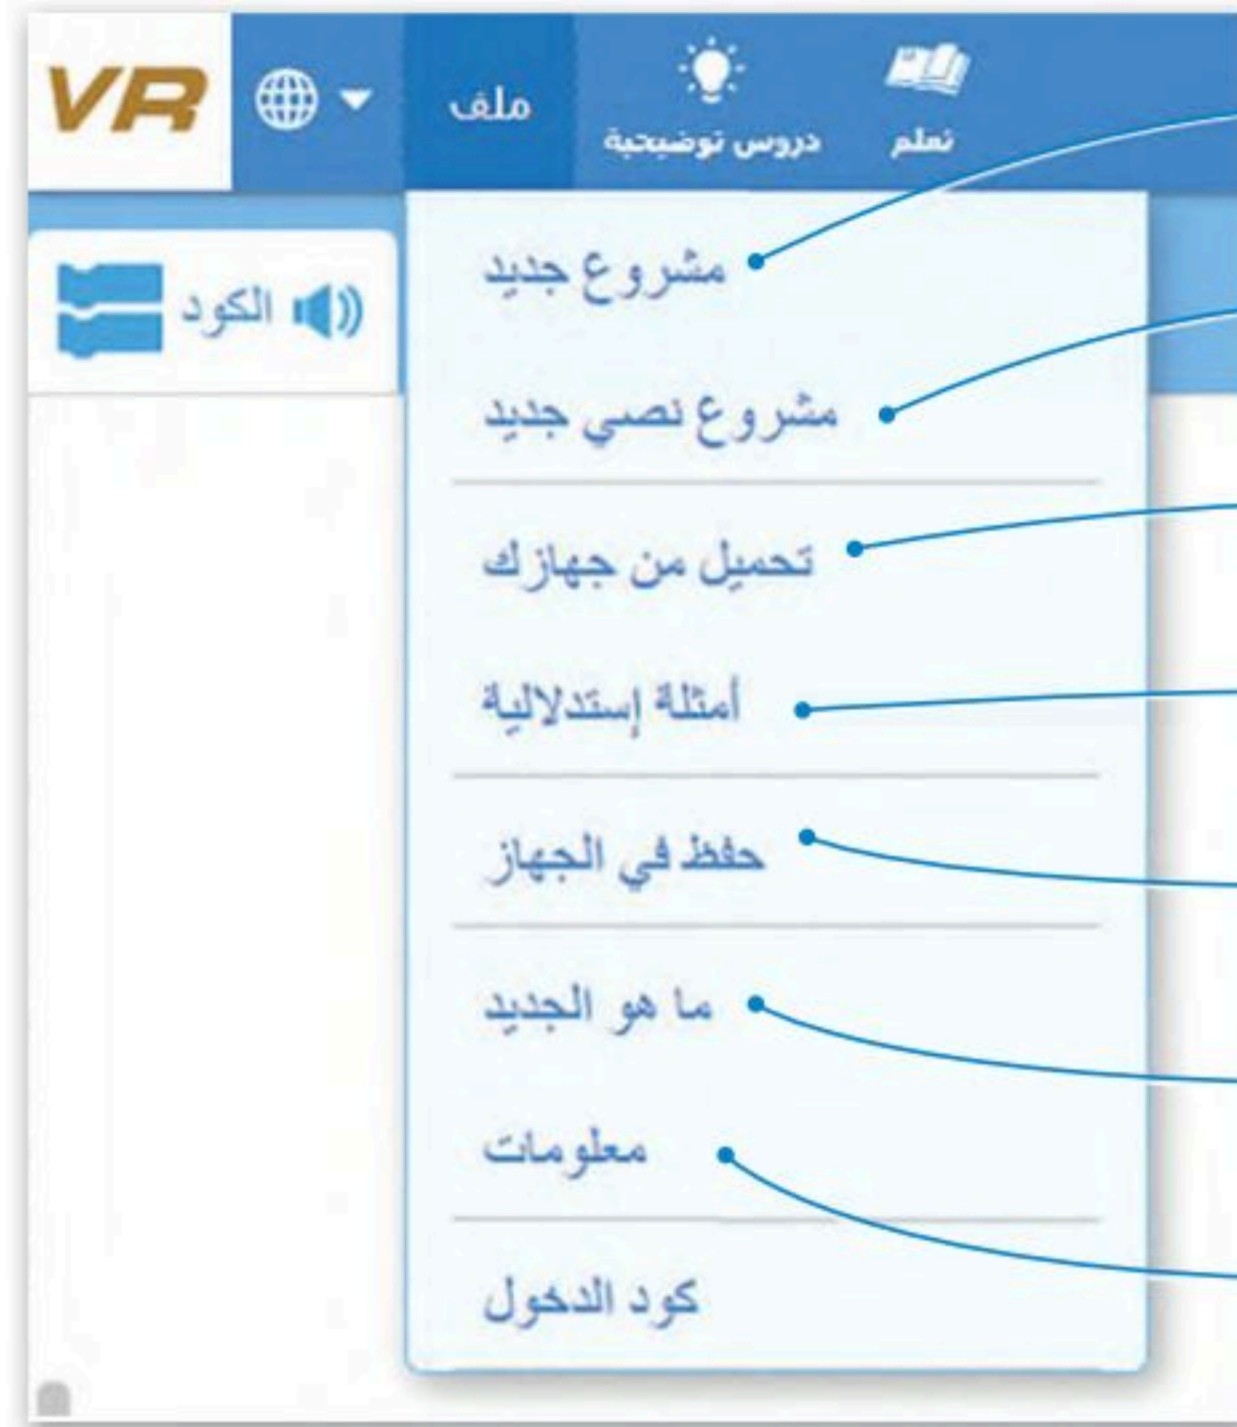 VR
ملف
دروس توضيحية
تعلم
الكود
مشروع جديد
مشروع نصي جديد
تحميل من جهازك
أمثلة إستدلالية
حفظ في الجهاز
ما هو الجديد
معلومات
كود الدخول